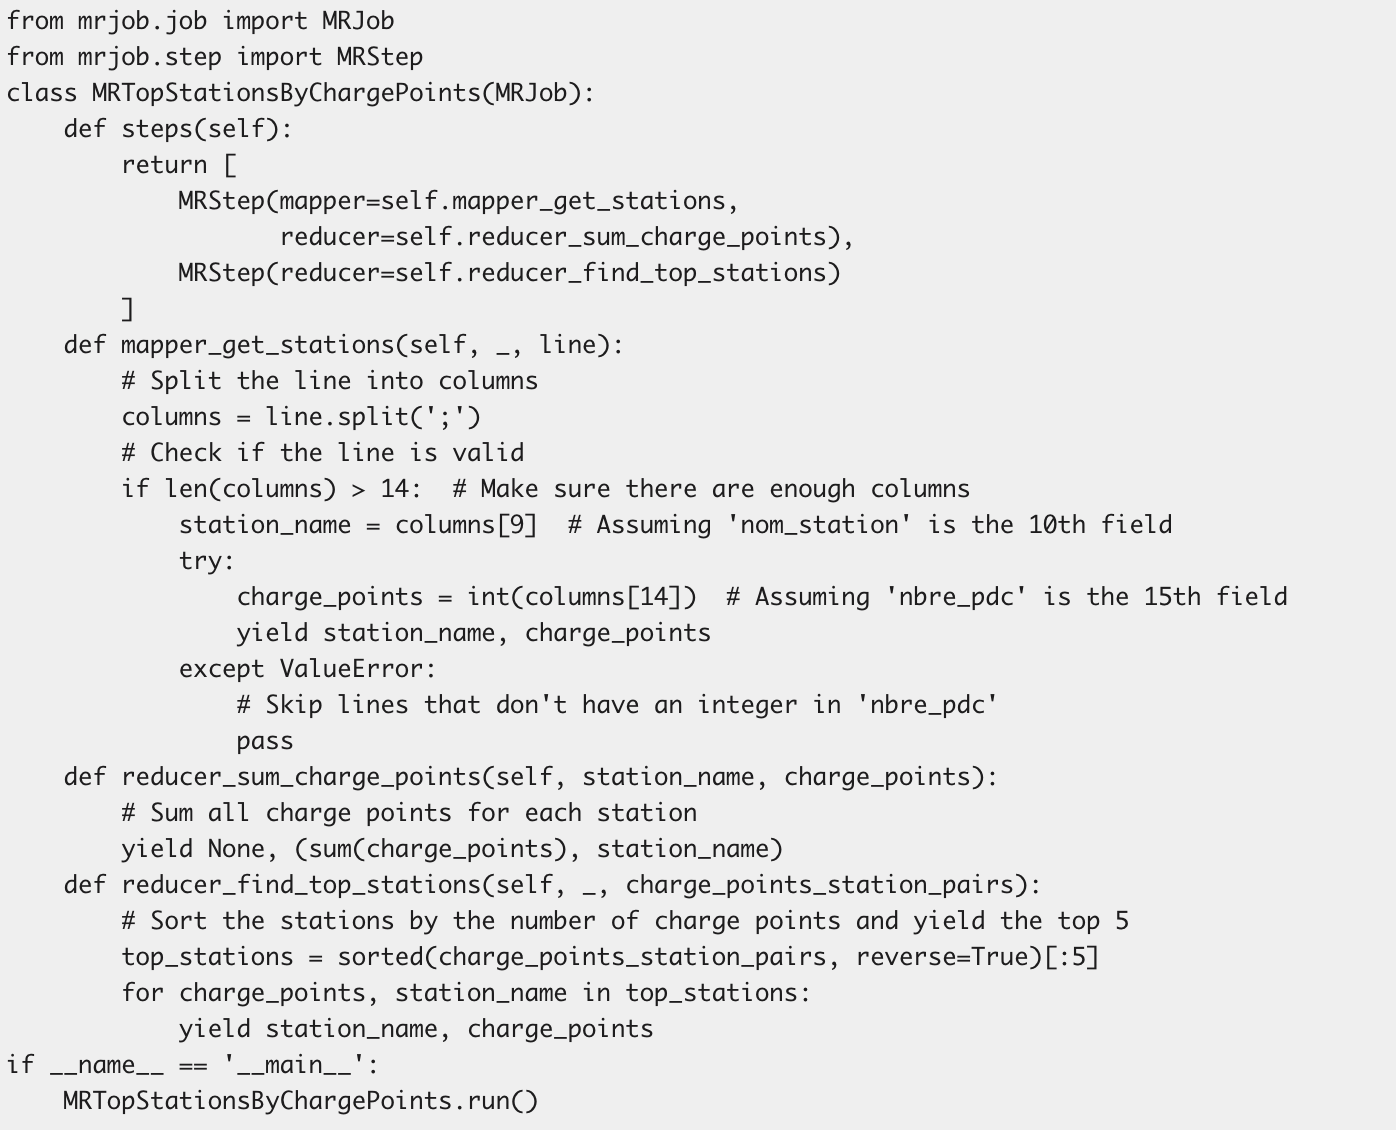 from mrjob.job import MRJob
from mrjob.step import MRStep
class MRTopStationsByChargePoints(MRJob):
    def steps(self):
        return [
            MRStep(mapper=self.mapper_get_stations,
                   reducer=self.reducer_sum_charge_points),
            MRStep(reducer=self.reducer_find_top_stations)
        ]
    def mapper_get_stations(self, _, line):
        # Split the line into columns
        columns = line.split(';')
        # Check if the line is valid
        if len(columns) > 14:  # Make sure there are enough columns
            station_name = columns[9]  # Assuming 'nom_station' is the 10th field
            try:
                charge_points = int(columns[14])  # Assuming 'nbre_pdc' is the 15th field
                yield station_name, charge_points
            except ValueError:
                # Skip lines that don't have an integer in 'nbre_pdc'
                pass
    def reducer_sum_charge_points(self, station_name, charge_points):
        # Sum all charge points for each station
        yield None, (sum(charge_points), station_name)
    def reducer_find_top_stations(self, _, charge_points_station_pairs):
        # Sort the stations by the number of charge points and yield the top 5
        top_stations = sorted(charge_points_station_pairs, reverse=True)[:5]
        for charge_points, station_name in top_stations:
            yield station_name, charge_points
if __name__ == '__main__':
    MRTopStationsByChargePoints.run()